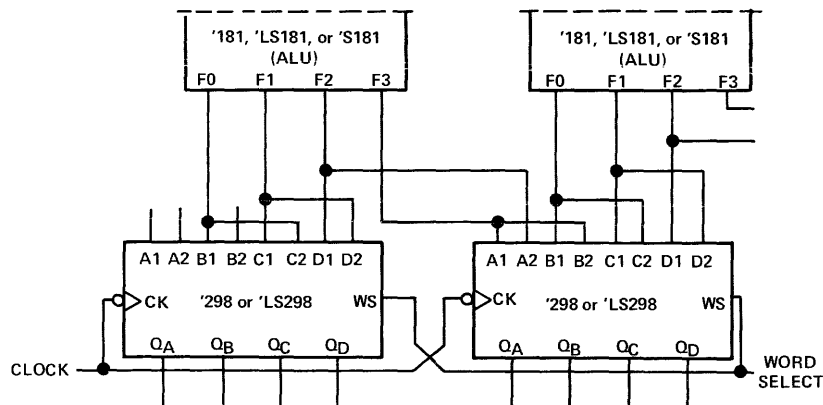 '181, 'LS181, or 'S181
(ALU)
F0 F1 F2 F3
'181, 'LS181, or 'S181
(ALU)
F0 F1 F2 F3
A1 A2 B1 B2 C1 C2 D1 D2
CK '298 or 'LS298 WS
QA QB QC QD
A1 A2 B1 B2 C1 C2 D1 D2
CK '298 or 'LS298 WS
QA QB QC QD
CLOCK
WORD
SELECT